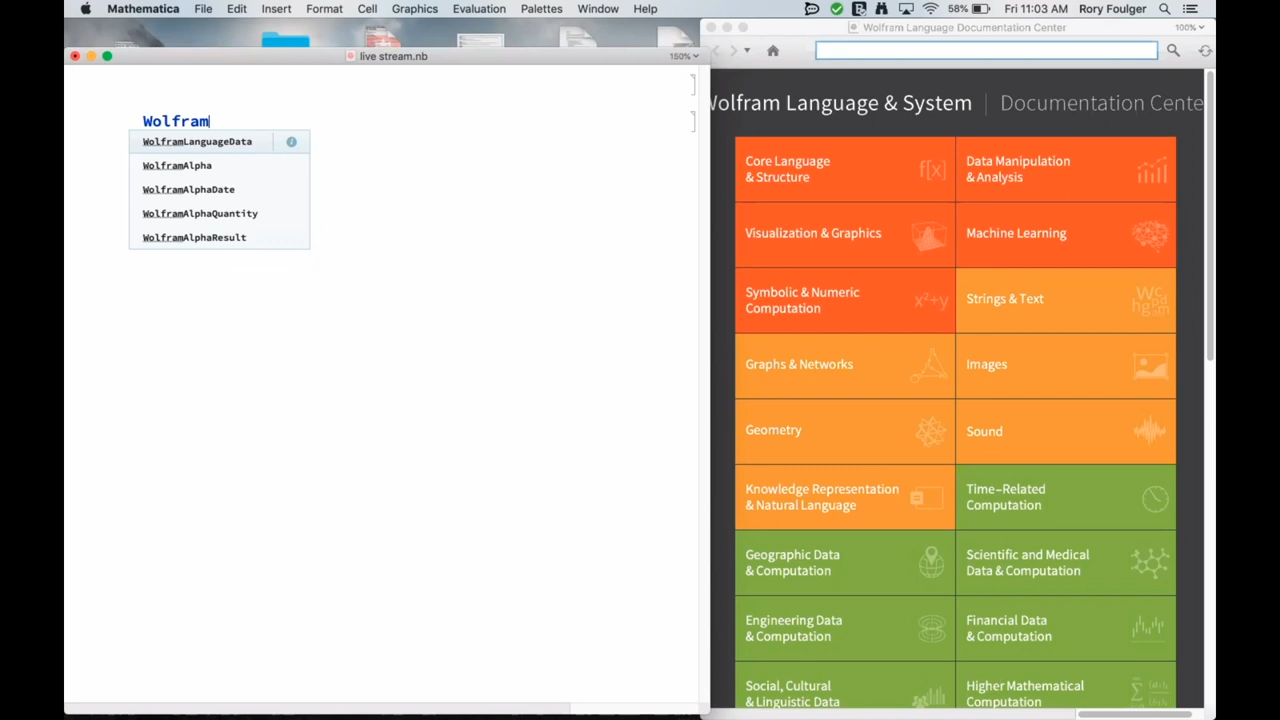 Mathematica File Edit Insert Format Cell Graphics Evaluation Palettes Window Help 58% Fri 11:03 AM Rory Foulger
live stream.nb 150%
Wolfram
WolframLanguageData
WolframAlpha
WolframAlphaDate
WolframAlphaQuantity
WolframAlphaResult
Wolfram Language Documentation Center 100%
Wolfram Language & System | Documentation Cente
Core Language
& Structure
f[x]
Data Manipulation
& Analysis
Visualization & Graphics
Machine Learning
Symbolic & Numeric
Computation
x²+y
Strings & Text
Graphs & Networks
Images
Geometry
Sound
Knowledge Representation
& Natural Language
Time-Related
Computation
Geographic Data
& Computation
Scientific and Medical
Data & Computation
Engineering Data
& Computation
Financial Data
& Computation
Social, Cultural
& Linguistic Data
Higher Mathematical
Computation